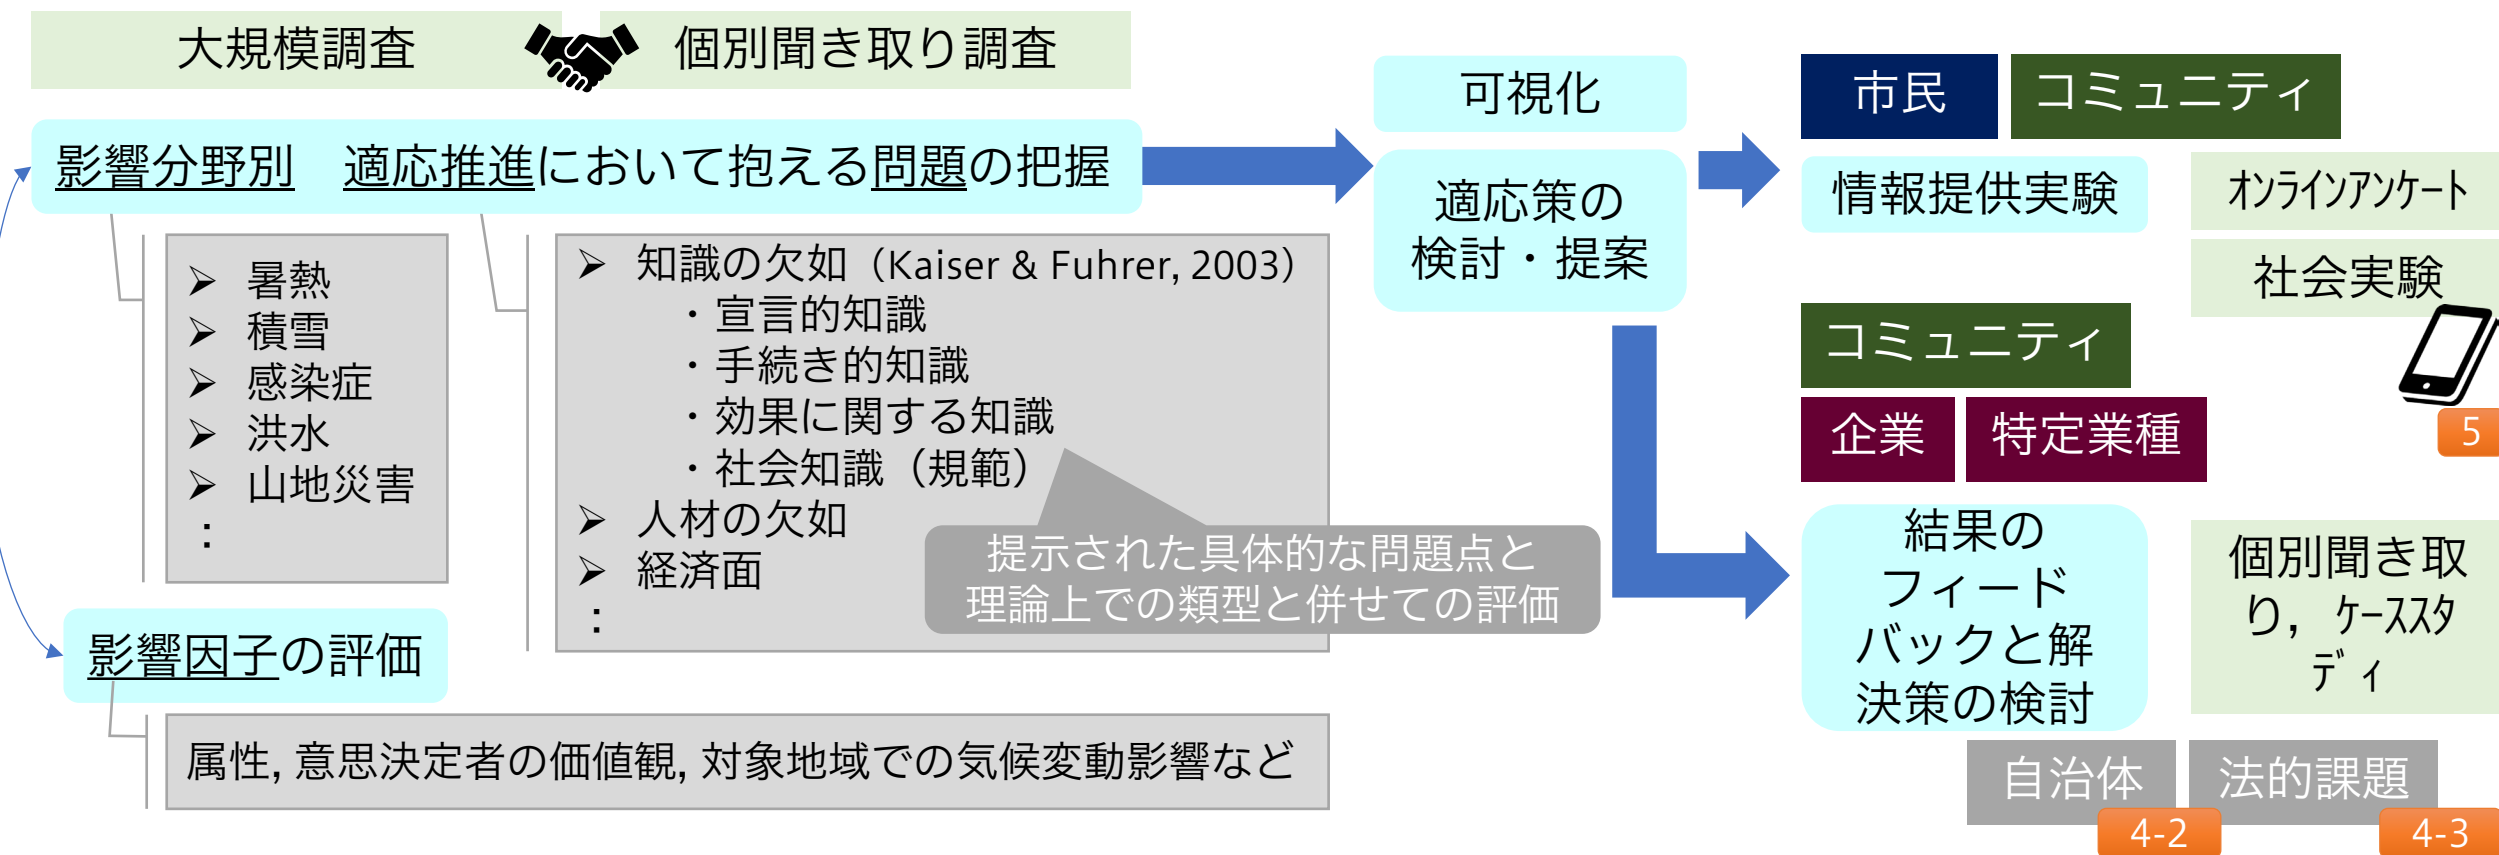 大規模調査
個別聞き取り調査
影響分野別　適応推進において抱える問題の把握
➢ 暑熱
➢ 積雪
➢ 感染症
➢ 洪水
➢ 山地災害
：
➢ 知識の欠如（Kaiser & Fuhrer, 2003）
・宣言的知識
・手続き的知識
・効果に関する知識
・社会知識（規範）
➢ 人材の欠如
➢ 経済面
：
提示された具体的な問題点と
理論上での類型と併せての評価
影響因子の評価
属性, 意思決定者の価値観, 対象地域での気候変動影響など
可視化
適応策の
検討・提案
市民
コミュニティ
情報提供実験
ｵﾝﾗｲﾝｱﾝｹｰﾄ
社会実験
コミュニティ
企業
特定業種
5
結果の
フィード
バックと解
決策の検討
個別聞き取
り, ｹｰｽｽﾀ
ﾃﾞｨ
自治体
法的課題
4-2
4-3